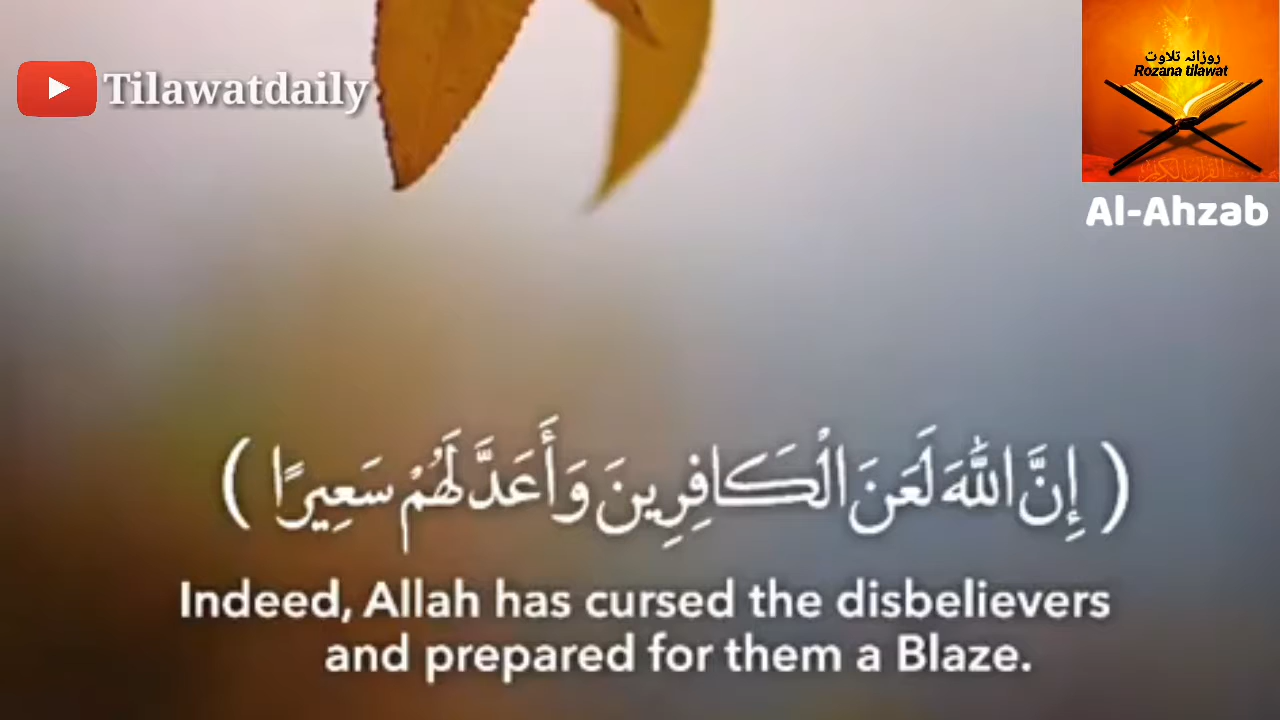 Tilawatdaily
روزانہ تلاوت
Rozana tilawat
Al-Ahzab
( إِنَّ اللَّهَ لَعَنَ الْكَافِرِينَ وَأَعَدَّ لَهُمْ سَعِيرًا )
Indeed, Allah has cursed the disbelievers
and prepared for them a Blaze.